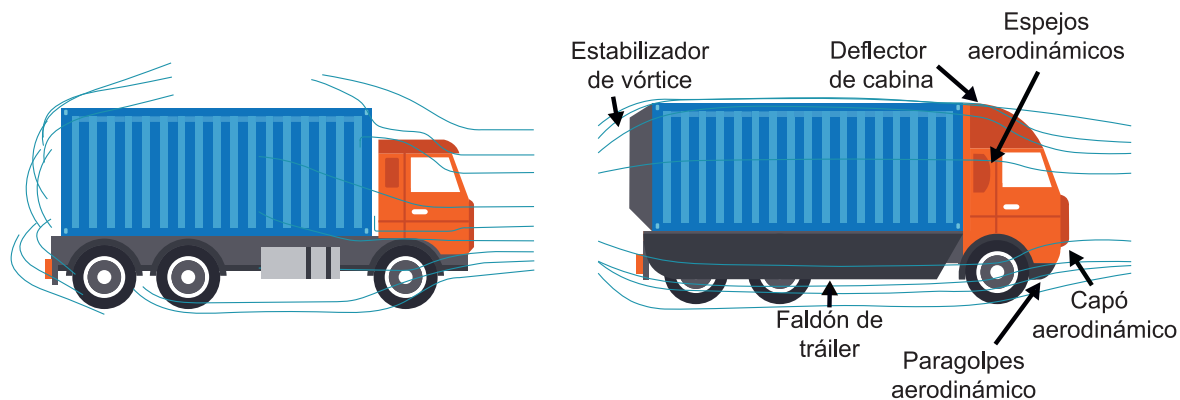 Estabilizador
de vórtice
Deflector
de cabina
Espejos
aerodinámicos
Faldón de
tráiler
Paragolpes
aerodinámico
Capó
aerodinámico